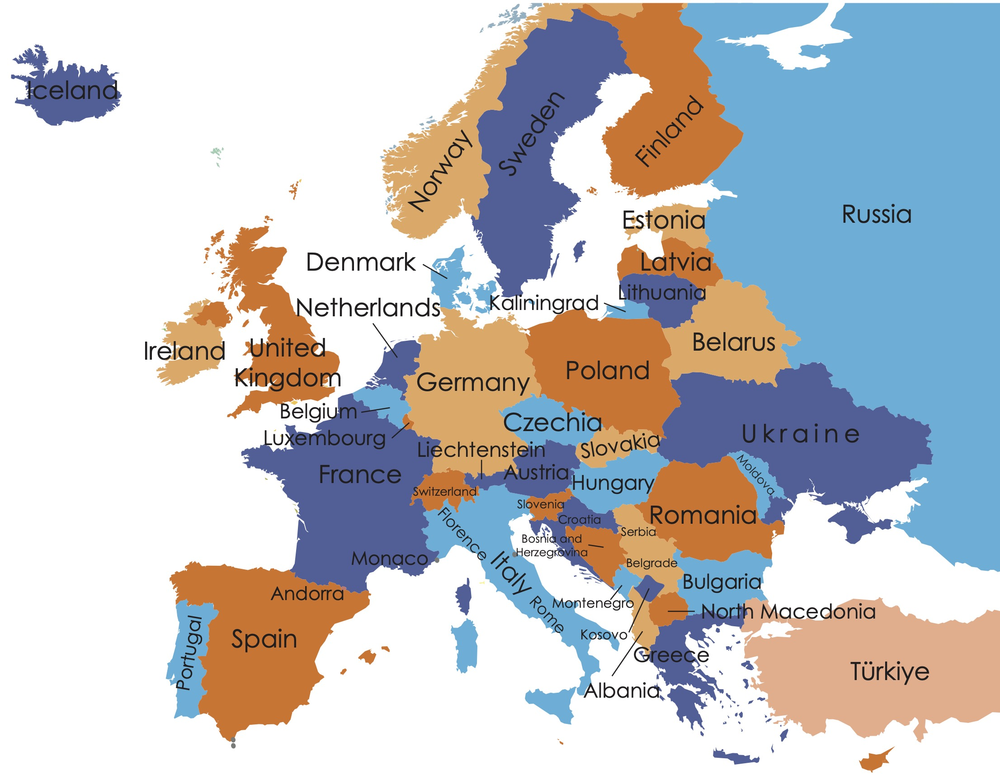 Iceland
Norway
Sweden
Finland
Russia
Estonia
Latvia
Lithuania
Denmark
Netherlands
Kaliningrad
Belarus
Ireland
United
Kingdom
Germany
Poland
Belgium
Czechia
Ukraine
Luxembourg
Slovakia
Liechtenstein
Moldova
France
Austria
Hungary
Switzerland
Slovenia
Romania
Croatia
Florence
Serbia
Bosnia and
Herzegrovina
Monaco
Italy
Belgrade
Bulgaria
Andorra
Montenegro
Rome
North Macedonia
Portugal
Spain
Kosovo
Greece
Türkiye
Albania